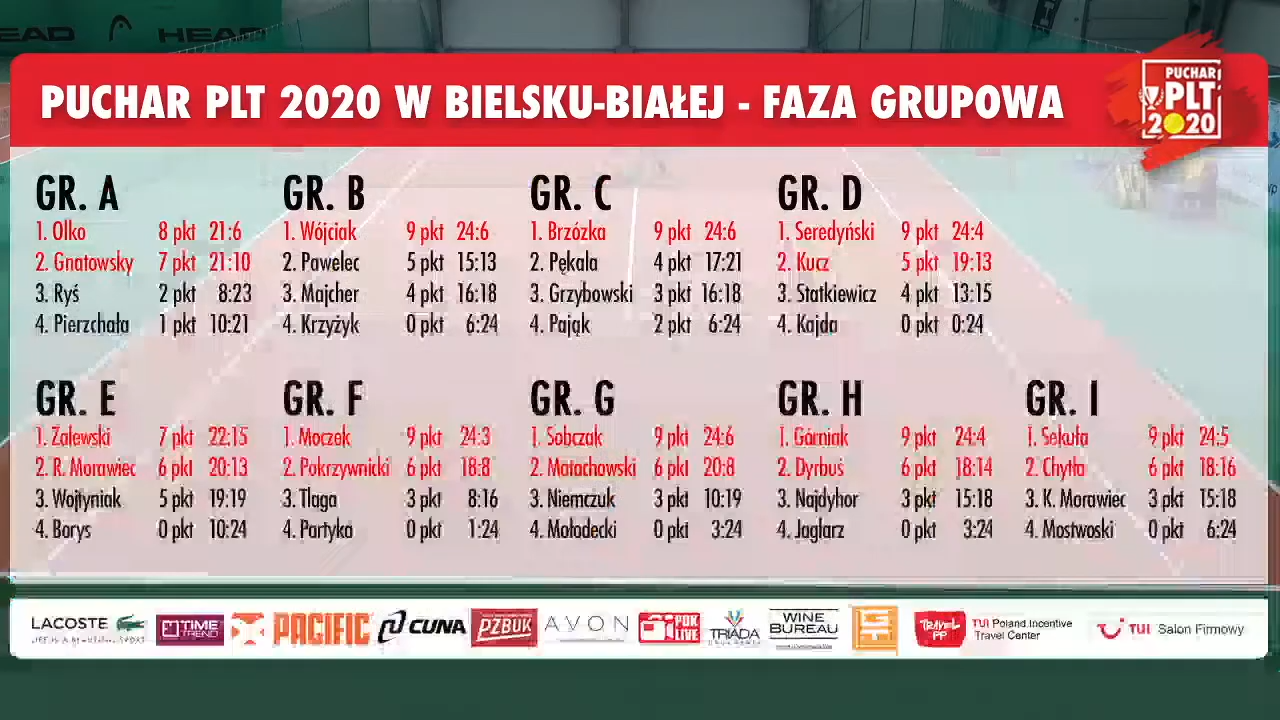 HEAD HEAD
PUCHAR PLT 2020 W BIELSKU-BIAŁEJ - FAZA GRUPOWA
PUCHAR
PLT
2020
GR. A
1. Olko 8 pkt 21:6
2. Gnatowsky 7 pkt 21:10
3. Ryś 2 pkt 8:23
4. Pierzchała 1 pkt 10:21
GR. B
1. Wójciak 9 pkt 24:6
2. Pawelec 5 pkt 15:13
3. Majcher 4 pkt 16:18
4. Krzyżyk 0 pkt 6:24
GR. C
1. Brzózka 9 pkt 24:6
2. Pękala 4 pkt 17:21
3. Grzybowski 3 pkt 16:18
4. Pająk 2 pkt 6:24
GR. D
1. Seredyński 9 pkt 24:4
2. Kucz 5 pkt 19:13
3. Statkiewicz 4 pkt 13:15
4. Kajda 0 pkt 0:24
GR. E
1. Zalewski 7 pkt 22:15
2. R. Morawiec 6 pkt 20:13
3. Wojtyniak 5 pkt 19:19
4. Borys 0 pkt 10:24
GR. F
1. Moczek 9 pkt 24:3
2. Pokrzywnicki 6 pkt 18:8
3. Tlaga 3 pkt 8:16
4. Partyka 0 pkt 1:24
GR. G
1. Sobczak 9 pkt 24:6
2. Małachowski 6 pkt 20:8
3. Niemczuk 3 pkt 10:19
4. Mołodecki 0 pkt 3:24
GR. H
1. Górniak 9 pkt 24:4
2. Dyrbuś 6 pkt 18:14
3. Najdyhor 3 pkt 15:18
4. Jaglarz 0 pkt 3:24
GR. I
1. Sekuła 9 pkt 24:5
2. Chytła 6 pkt 18:16
3. K. Morawiec 3 pkt 15:18
4. Mostwoski 0 pkt 6:24
LACOSTE
TIME
TREND
PACIFIC
CUNA
PZBUK
AVON
PDK
LIVE
TRIADA
WINE
BUREAU
TRAVEL
PP
TUI Poland Incentive
Travel Center
TUI Salon Firmowy